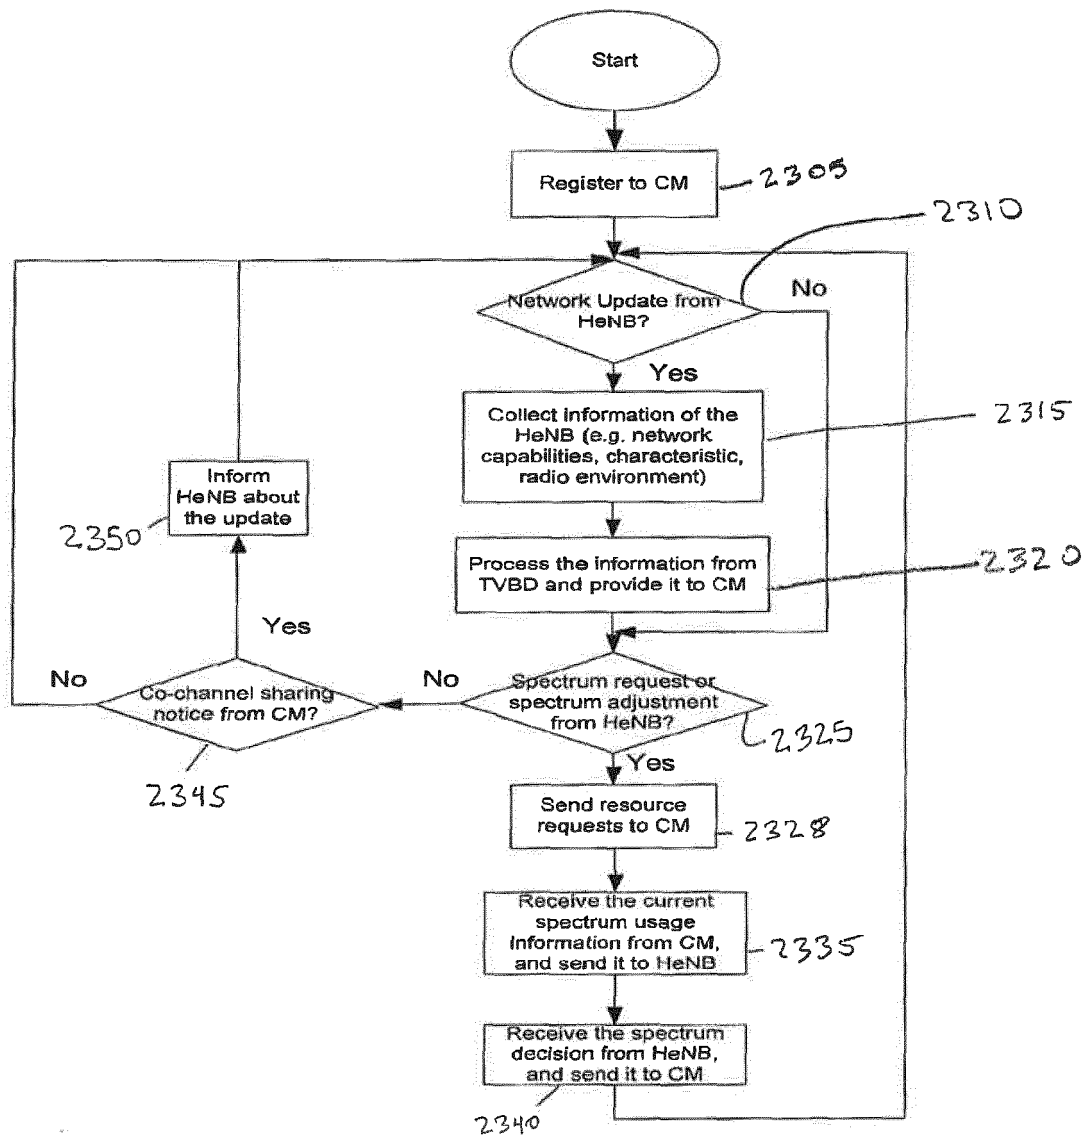 Start
Register to CM
2305
2310
Network Update from
HeNB?
No
Yes
Collect information of the
HeNB (e.g. network
capabilities, characteristic,
radio environment)
2315
Inform
HeNB about
the update
2350
Process the information from
TVBD and provide it to CM
2320
Yes
No
Co-channel sharing
notice from CM?
2345
No
Spectrum request or
spectrum adjustment
from HeNB?
2325
Yes
Send resource
requests to CM
2328
Receive the current
spectrum usage
Information from CM,
and send it to HeNB
2335
Receive the spectrum
decision from HeNB,
and send it to CM
2340